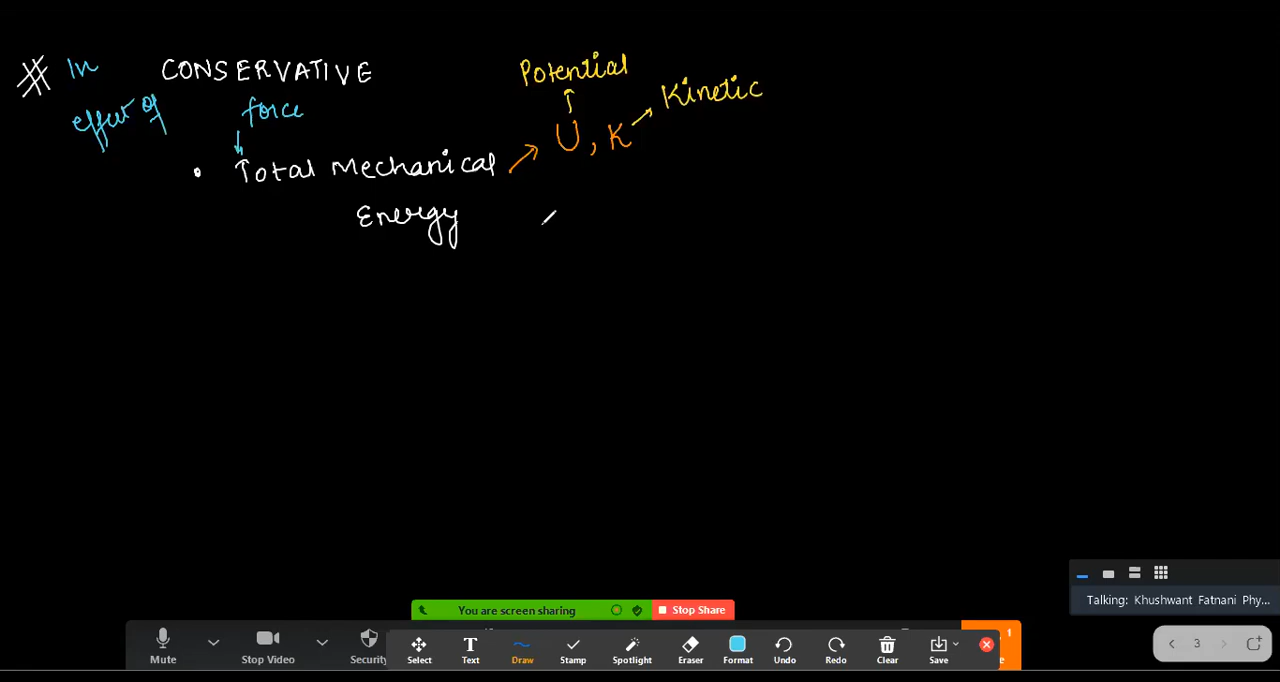 # In CONSERVATIVE
effect of force
Potential
Kinetic
U, K
• Total Mechanical
Energy
Talking: Khushwant Fatnani Phy...
You are screen sharing
Stop Share
Mute
Stop Video
Security
Select
Text
Draw
Stamp
Spotlight
Eraser
Format
Undo
Redo
Clear
Save
1
3